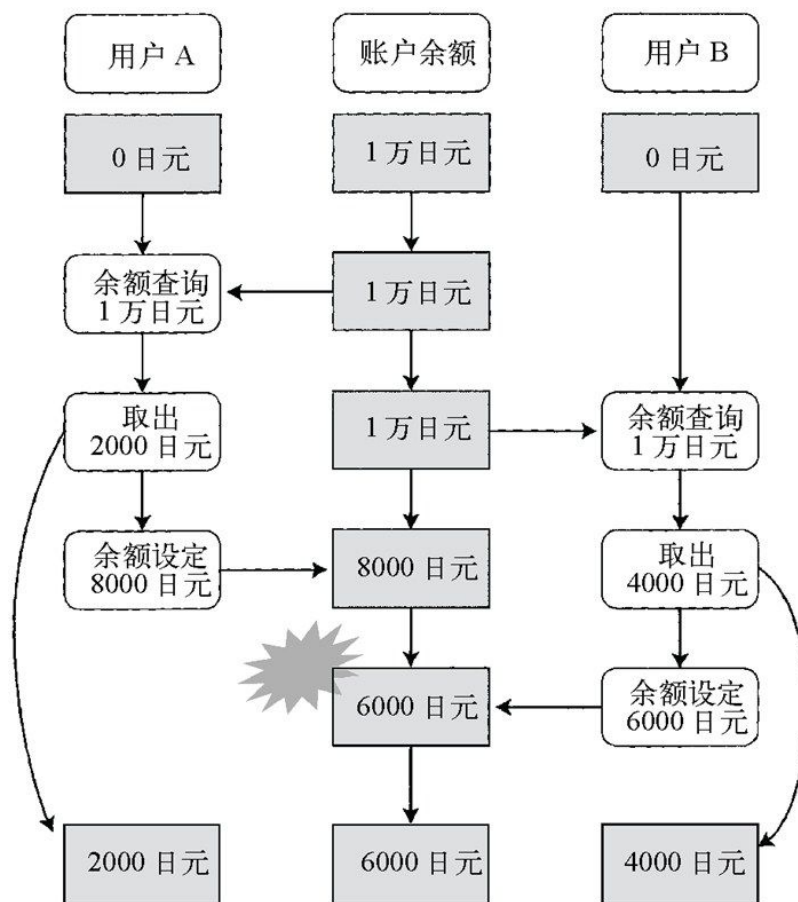 用户 A
账户余额
用户 B
0 日元
1 万日元
0 日元
余额查询
1 万日元
1 万日元
取出
2000 日元
1 万日元
余额查询
1 万日元
余额设定
8000 日元
8000 日元
取出
4000 日元
6000 日元
余额设定
6000 日元
2000 日元
6000 日元
4000 日元